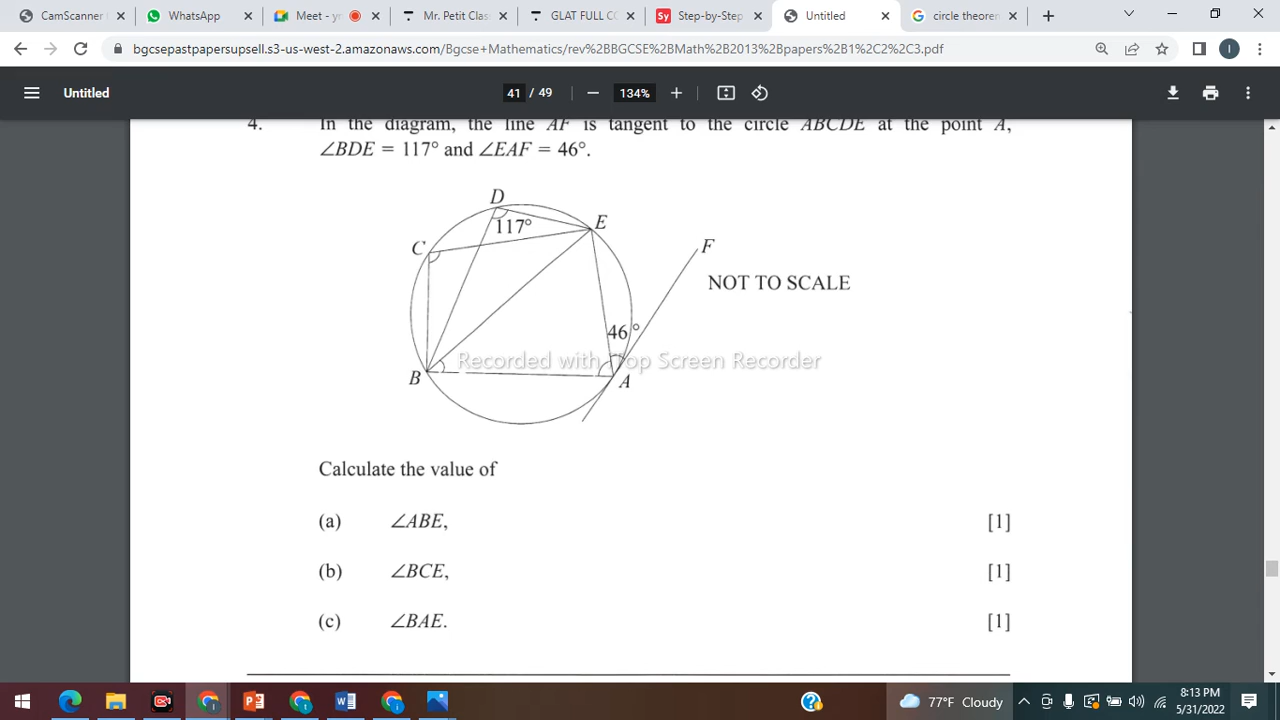 CamScanner
WhatsApp
Meet - yr
Mr. Petit Clas
GLAT FULL CO
Step-by-Step
Untitled
circle theorem
bgcsepastpapersupsell.s3-us-west-2.amazonaws.com/Bgcse+Mathematics/rev%2BBGCSE%2BMath%2B2013%2Bpapers%2B1%2C2%2C3.pdf
I
Untitled
41 / 49
134%
4. In the diagram, the line AF is tangent to the circle ABCDE at the point A,
∠BDE = 117° and ∠EAF = 46°.
D
E
117°
C
F
NOT TO SCALE
46°
Recorded with Top Screen Recorder
B
A
Calculate the value of
(a) ∠ABE, [1]
(b) ∠BCE, [1]
(c) ∠BAE. [1]
77°F Cloudy
8:13 PM
5/31/2022